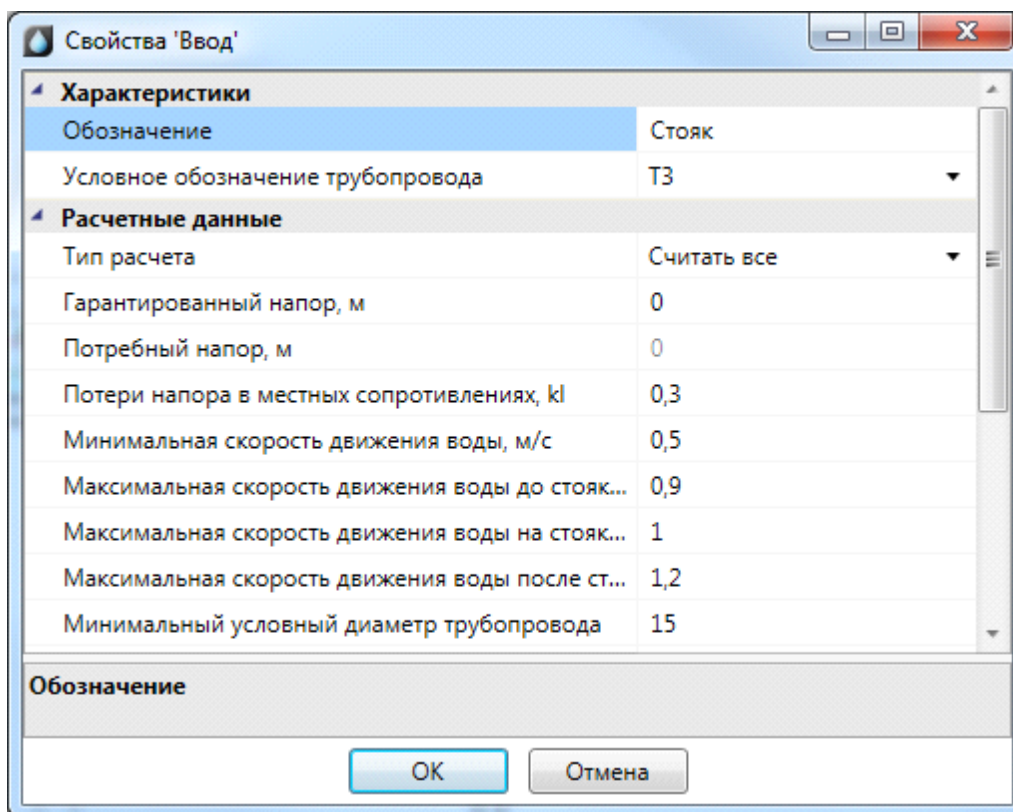 Свойства 'Ввод'
Характеристики
Обозначение Стояк
Условное обозначение трубопровода Т3
Расчетные данные
Тип расчета Считать все
Гарантированный напор, м 0
Потребный напор, м 0
Потери напора в местных сопротивлениях, kl 0,3
Минимальная скорость движения воды, м/с 0,5
Максимальная скорость движения воды до стояк... 0,9
Максимальная скорость движения воды на стояк... 1
Максимальная скорость движения воды после ст... 1,2
Минимальный условный диаметр трубопровода 15
Обозначение
ОК Отмена